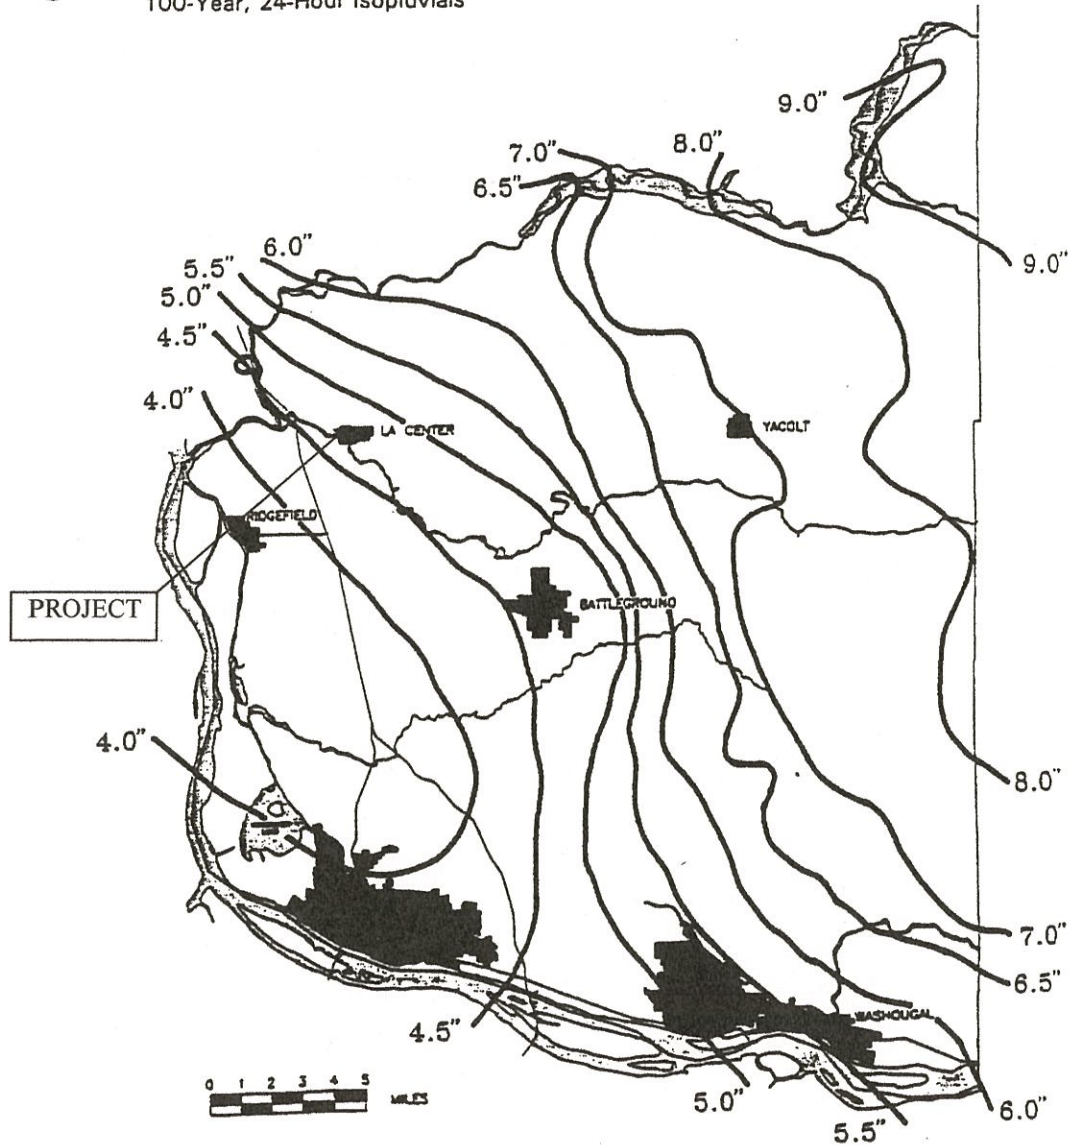 100-Year, 24-Hour Isopluvials
9.0"
8.0"
7.0"
6.5"
6.0"
9.0"
5.5"
5.0"
4.5"
4.0"
LA CENTER
YACOLT
RIDGEFIELD
PROJECT
BATTLEGROUND
4.0"
8.0"
7.0"
6.5"
WASHOUGAL
4.5"
0 1 2 3 4 5
MILES
5.0"
6.0"
5.5"